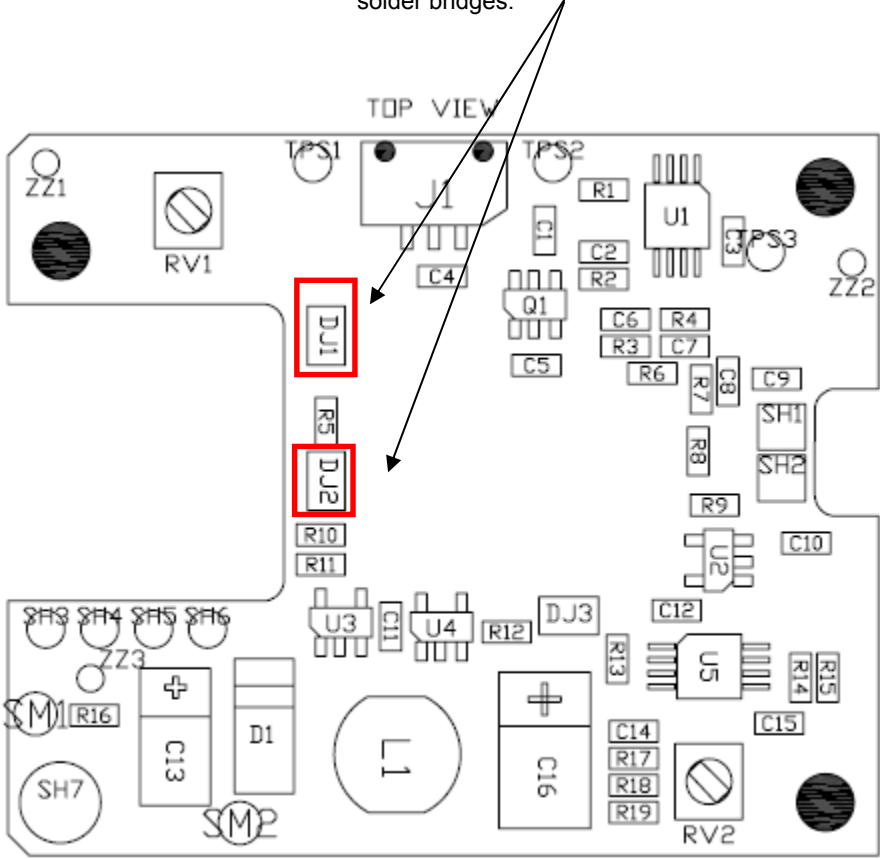 solder bridges.
TOP VIEW
TPS1
TPS2
ZZ1
J1
R1
U1
RV1
C1
C3
TPS3
C2
C4
R2
ZZ2
Q1
DJ1
C6
R4
R3
C7
C5
R6
R7
C8
C9
R5
SH1
R8
SH2
DJ2
R9
R10
C10
R11
U2
SH3
SH4
SH5
SH6
U3
C11
U4
R12
DJ3
C12
ZZ3
R13
U5
R14
R15
SM1
R16
D1
C13
L1
C16
C14
C15
R17
SH7
R18
R19
SM2
RV2